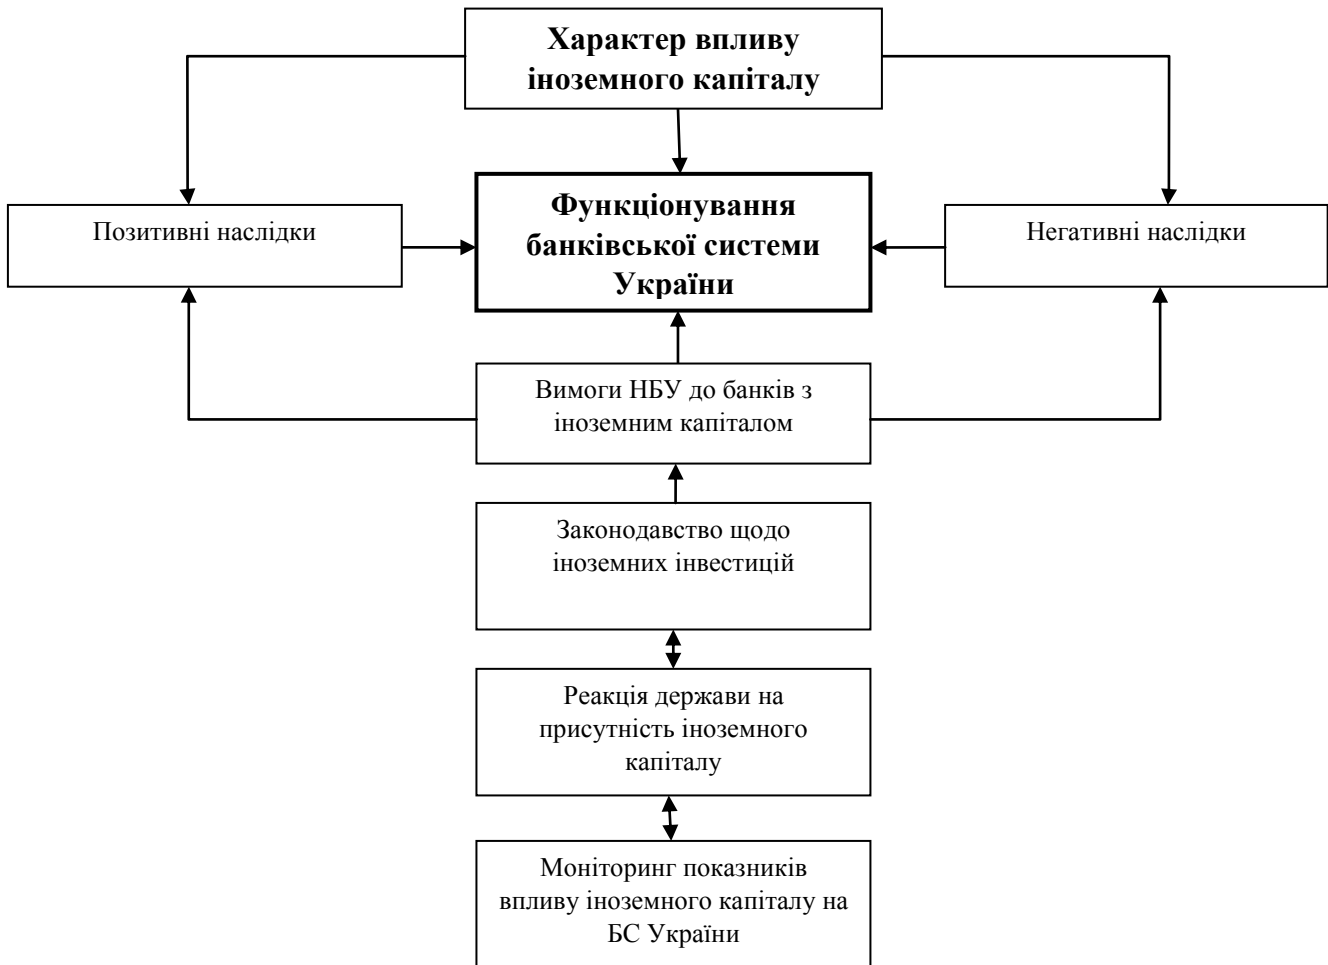 Характер впливу
іноземного капіталу
Позитивні наслідки
Функціонування
банківської системи
України
Негативні наслідки
Вимоги НБУ до банків з
іноземним капіталом
Законодавство щодо
іноземних інвестицій
Реакція держави на
присутність іноземного
капіталу
Моніторинг показників
впливу іноземного капіталу на
БС України